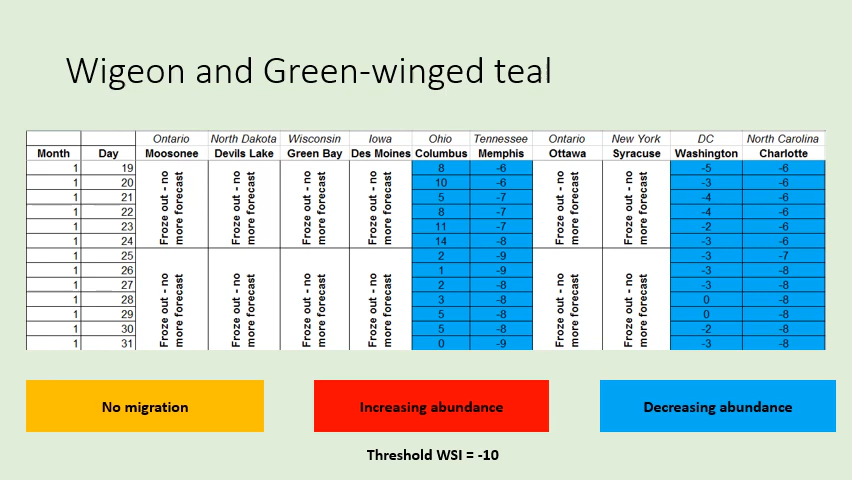 Wigeon and Green-winged teal
Ontario North Dakota Wisconsin Iowa Ohio Tennessee Ontario New York DC North Carolina
Month Day Moosonee Devils Lake Green Bay Des Moines Columbus Memphis Ottawa Syracuse Washington Charlotte
Froze out - no
more forecast
Froze out - no
more forecast
Froze out - no
more forecast
Froze out - no
more forecast
Froze out - no
more forecast
Froze out - no
more forecast
1 19 8 -6 -5 -6
1 20 10 -6 -3 -6
1 21 5 -7 -4 -6
1 22 8 -7 -4 -6
1 23 11 -7 -2 -6
1 24 14 -8 -3 -6
Froze out - no
more forecast
Froze out - no
more forecast
Froze out - no
more forecast
Froze out - no
more forecast
Froze out - no
more forecast
Froze out - no
more forecast
1 25 2 -9 -3 -7
1 26 1 -9 -3 -8
1 27 2 -8 -3 -8
1 28 3 -8 0 -8
1 29 5 -8 0 -8
1 30 5 -8 -2 -8
1 31 0 -9 -3 -8
No migration
Increasing abundance
Decreasing abundance
Threshold WSI = -10